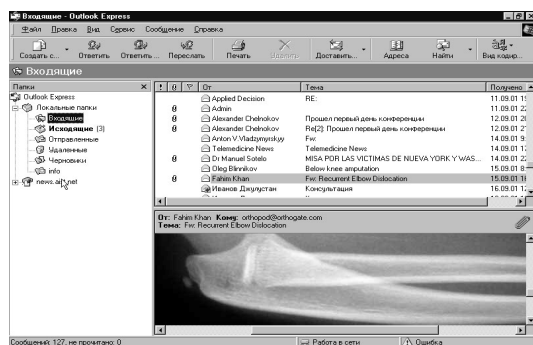 Входящие - Outlook Express
Файл Правка Вид Сервис Сообщение Справка
Создать с... Ответить Ответить ... Переслать Печать Удалить Доставить... Адреса Найти Вид кодир...
Входящие
Папки
Outlook Express
Локальные папки
Входящие
Исходящие (3)
Отправленные
Удаленные
Черновики
info
! От Тема Получено
Applied Decision RE: 11.09.01
Admin 11.09.01
Alexander Chelnokov Прошел первый день конференции 12.09.01
Alexander Chelnokov Re[2]: Прошел первый день конференции 12.09.01
Anton V Vladzymyrskyy Fw: 14.09.01
Telemedicine News Telemedicine News 14.09.01
Dr Manuel Sotelo MISA POR LAS VICTIMAS DE NUEVA YORK Y WAS... 14.09.01
Oleg Blinnikov Below knee amputation 15.09.01
Fahim Khan Fw: Recurrent Elbow Dislocation 15.09.01
Иванов Джулустан Консультация 16.09.01
От: Fahim Khan Кому: orthopod@orthogate.com
Тема: Fw: Recurrent Elbow Dislocation
Сообщений: 127, не прочитано: 0 Работа в сети Ошибка